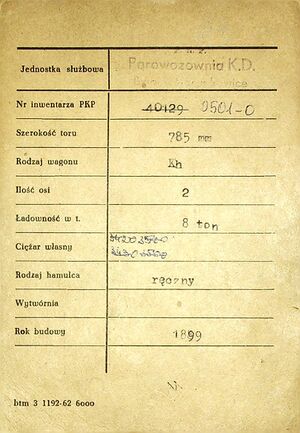 Jednostka służbowa Parowozownia K.D.
Nr inwentarza PKP 40129 9501-0
Szerokość toru 785 mm
Rodzaj wagonu Kh
Ilość osi 2
Ładowność w t. 8 ton
Ciężar własny
Rodzaj hamulca ręczny
Wytwórnia
Rok budowy 1899
btm 3 1192-62 6000